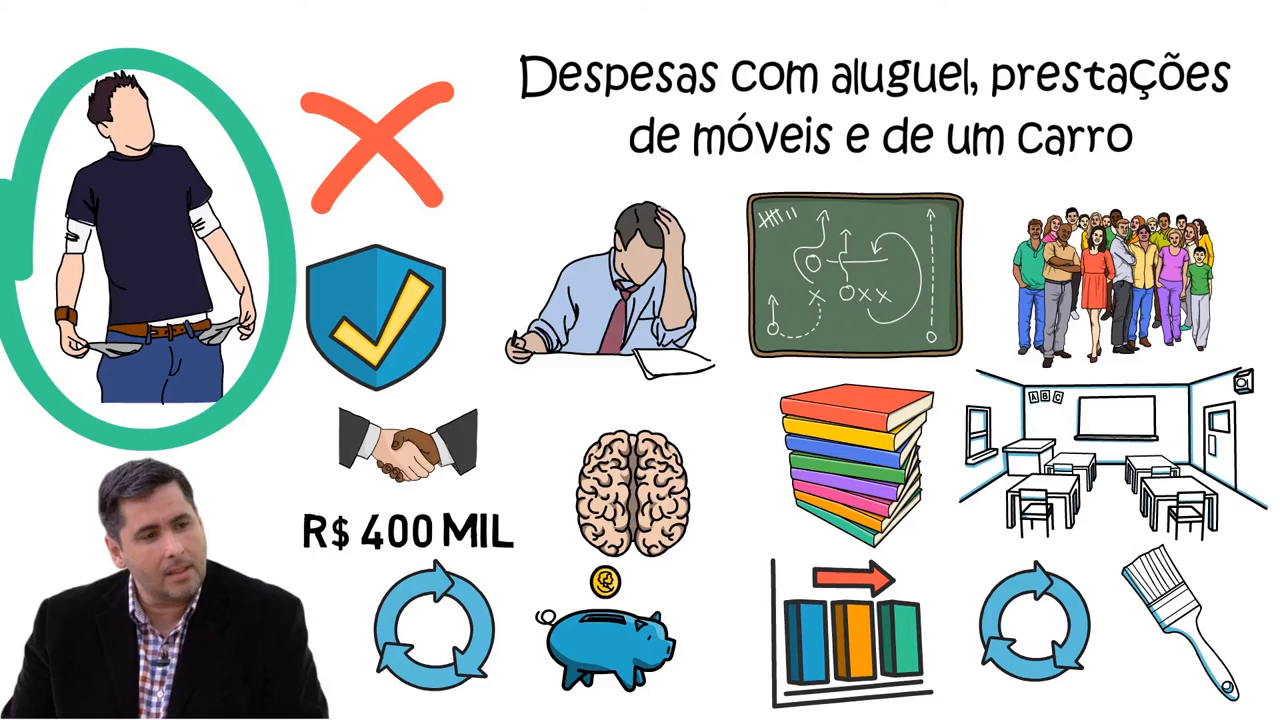 Despesas com aluguel, prestações
de móveis e de um carro
A B C
R$ 400 MIL